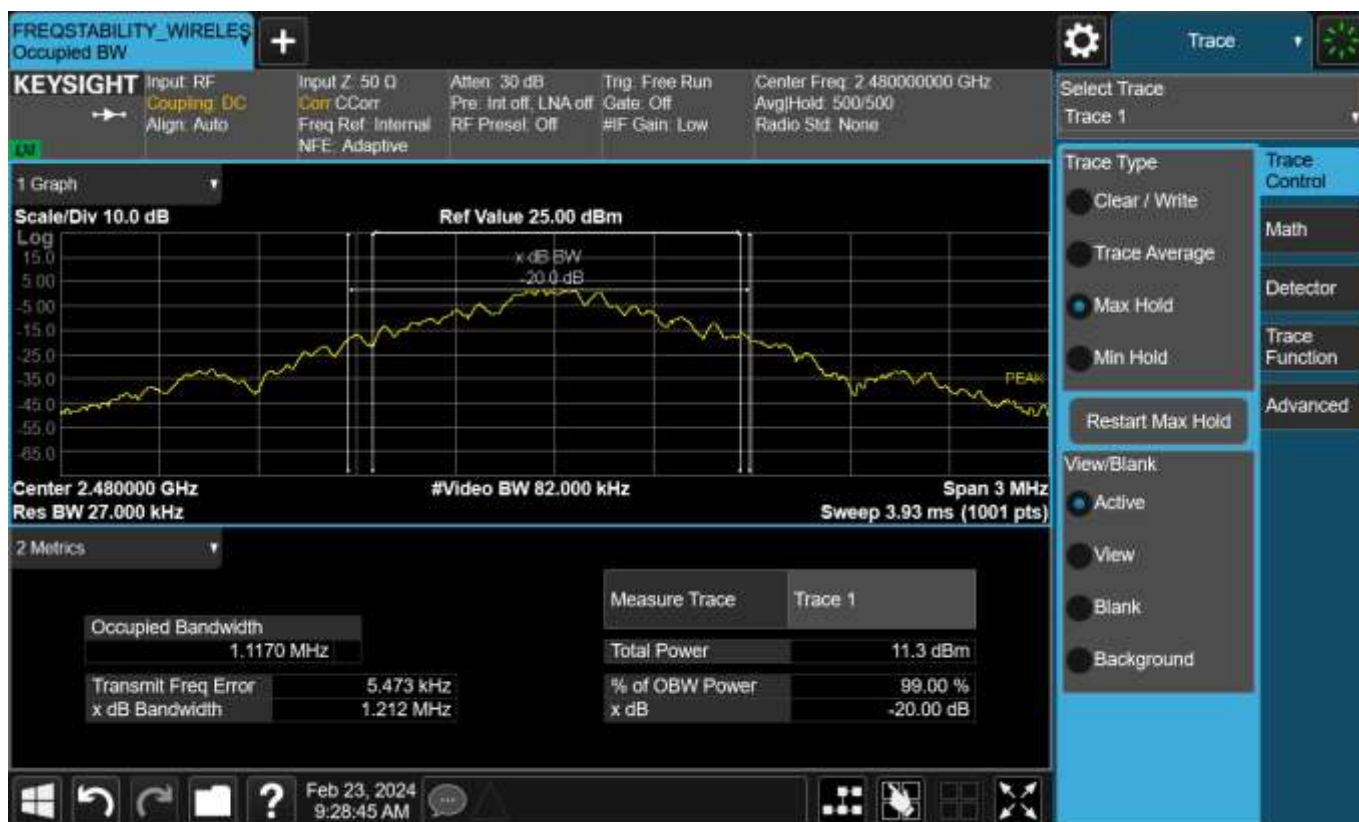 FREQSTABILITY_WIRELES
Occupied BW
Trace
KEYSIGHT
Input: RF
Coupling: DC
Align: Auto
Input Z: 50 Ω
Corr CCorr
Freq Ref: Internal
NFE: Adaptive
Atten: 30 dB
Pre: Int off, LNA off
RF Presel: Off
Trig: Free Run
Gate: Off
#IF Gain: Low
Center Freq: 2.480000000 GHz
Avg|Hold: 500/500
Radio Std: None
LXI
1 Graph
Scale/Div 10.0 dB
Ref Value 25.00 dBm
Log
15.0
5.00
-5.00
-15.0
-25.0
-35.0
-45.0
-55.0
-65.0
x dB BW
-20.0 dB
PEAK
Center 2.480000 GHz
#Video BW 82.000 kHz
Span 3 MHz
Res BW 27.000 kHz
Sweep 3.93 ms (1001 pts)
2 Metrics
Measure Trace
Trace 1
Occupied Bandwidth
1.1170 MHz
Total Power
11.3 dBm
Transmit Freq Error
5.473 kHz
% of OBW Power
99.00 %
x dB Bandwidth
1.212 MHz
x dB
-20.00 dB
Select Trace
Trace 1
Trace Type
Clear / Write
Trace Average
Max Hold
Min Hold
Restart Max Hold
View/Blank
Active
View
Blank
Background
Trace
Control
Math
Detector
Trace
Function
Advanced
?
Feb 23, 2024
9:28:45 AM